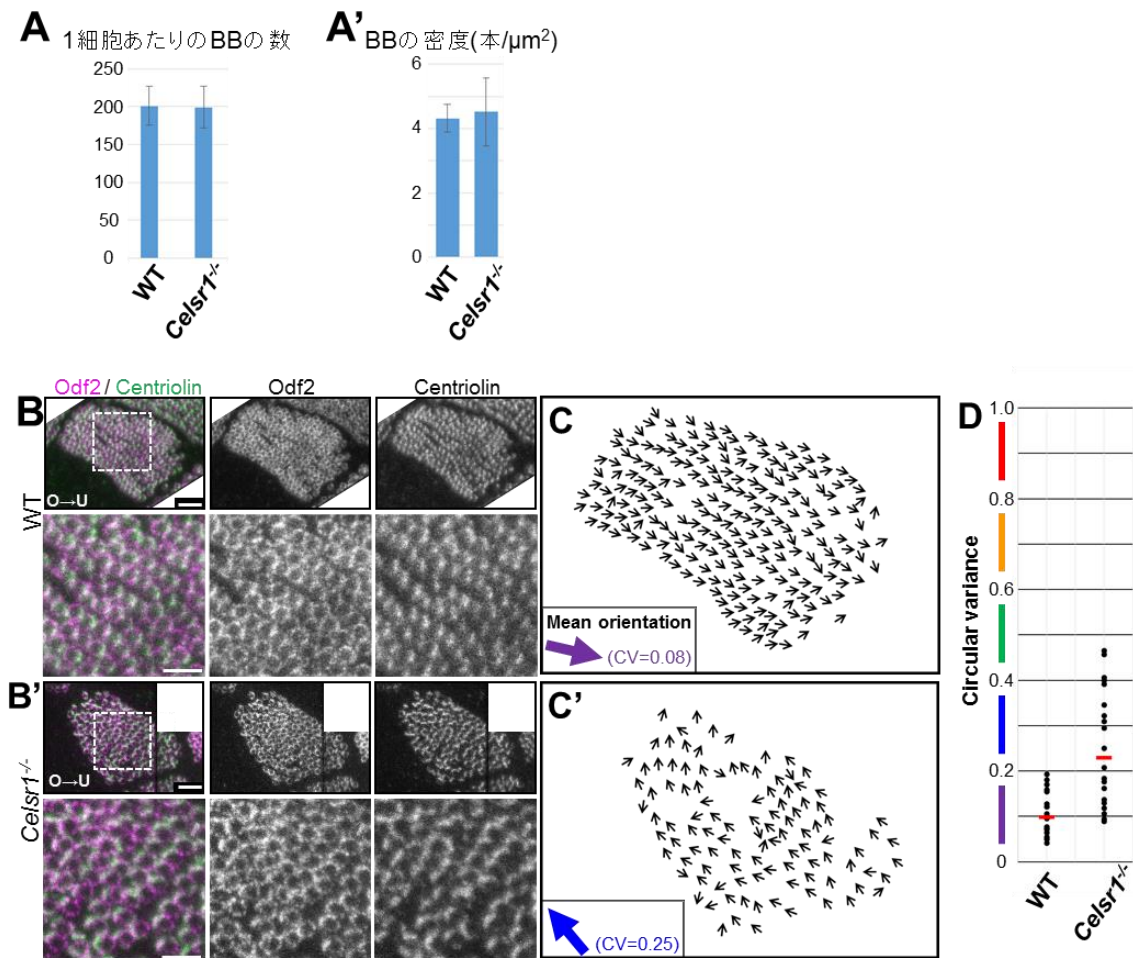 A 1細胞あたりのBBの数
250
200
150
100
50
0
WT
Celsr1-/-
A’ BBの密度(本/µm2)
6
4
2
0
WT
Celsr1-/-
B
WT
Odf2 / Centriolin
Odf2
Centriolin
O→U
B’
Celsr1-/-
O→U
C
Mean orientation
(CV=0.08)
C’
(CV=0.25)
D
Circular variance
1.0
0.8
0.6
0.4
0.2
0
WT
Celsr1-/-